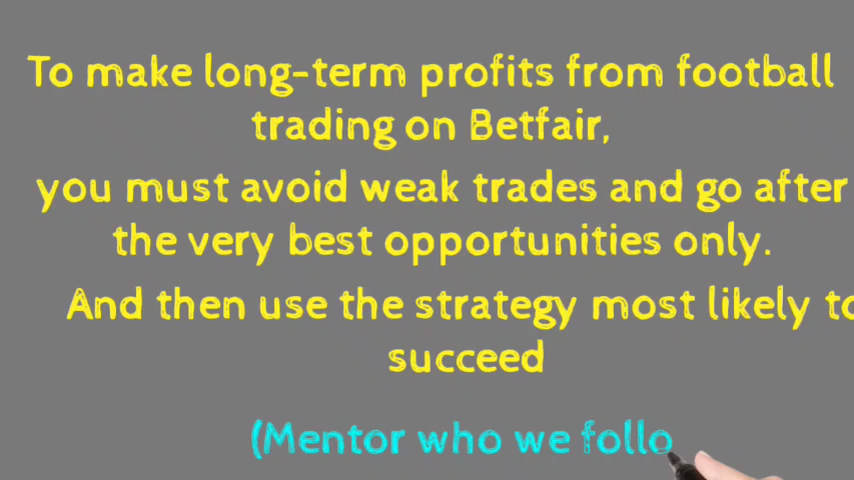 To make long-term profits from football
trading on Betfair,
you must avoid weak trades and go after
the very best opportunities only.
And then use the strategy most likely to
succeed
(Mentor who we follo